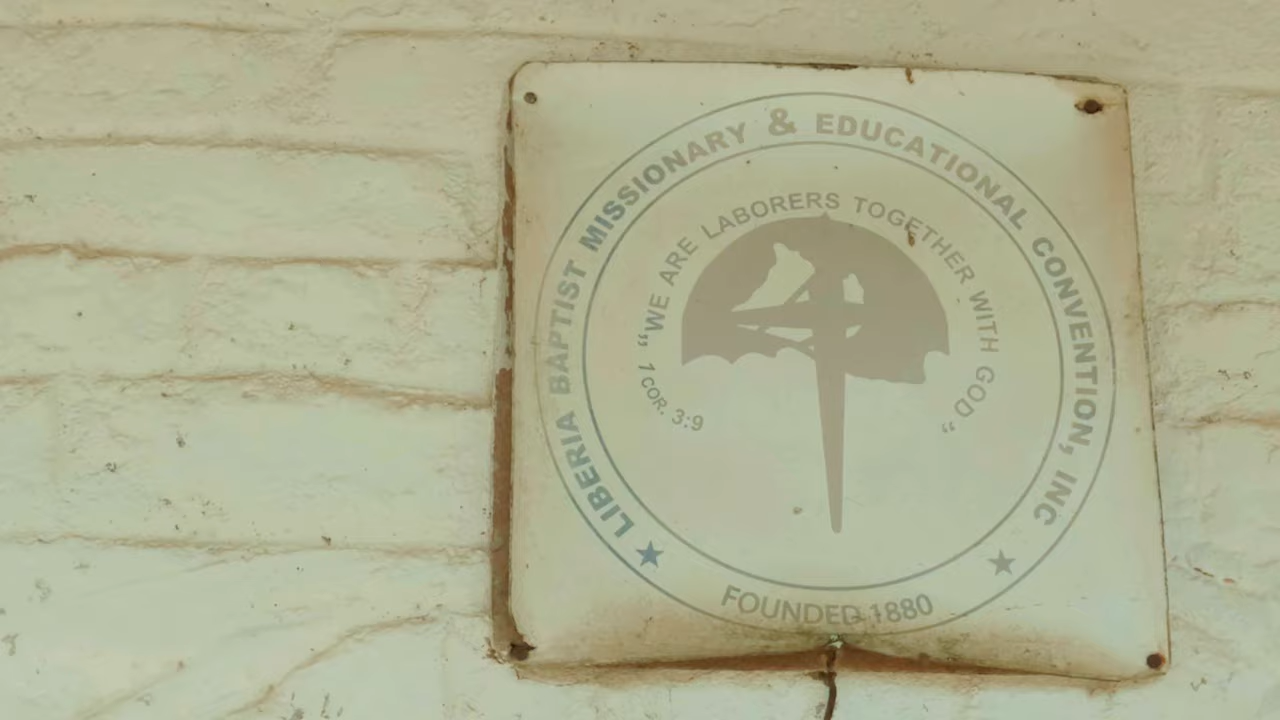 LIBERIA BAPTIST MISSIONARY & EDUCATIONAL CONVENTION, INC
"WE ARE LABORERS TOGETHER WITH GOD"
1 COR. 3:9
FOUNDED 1880